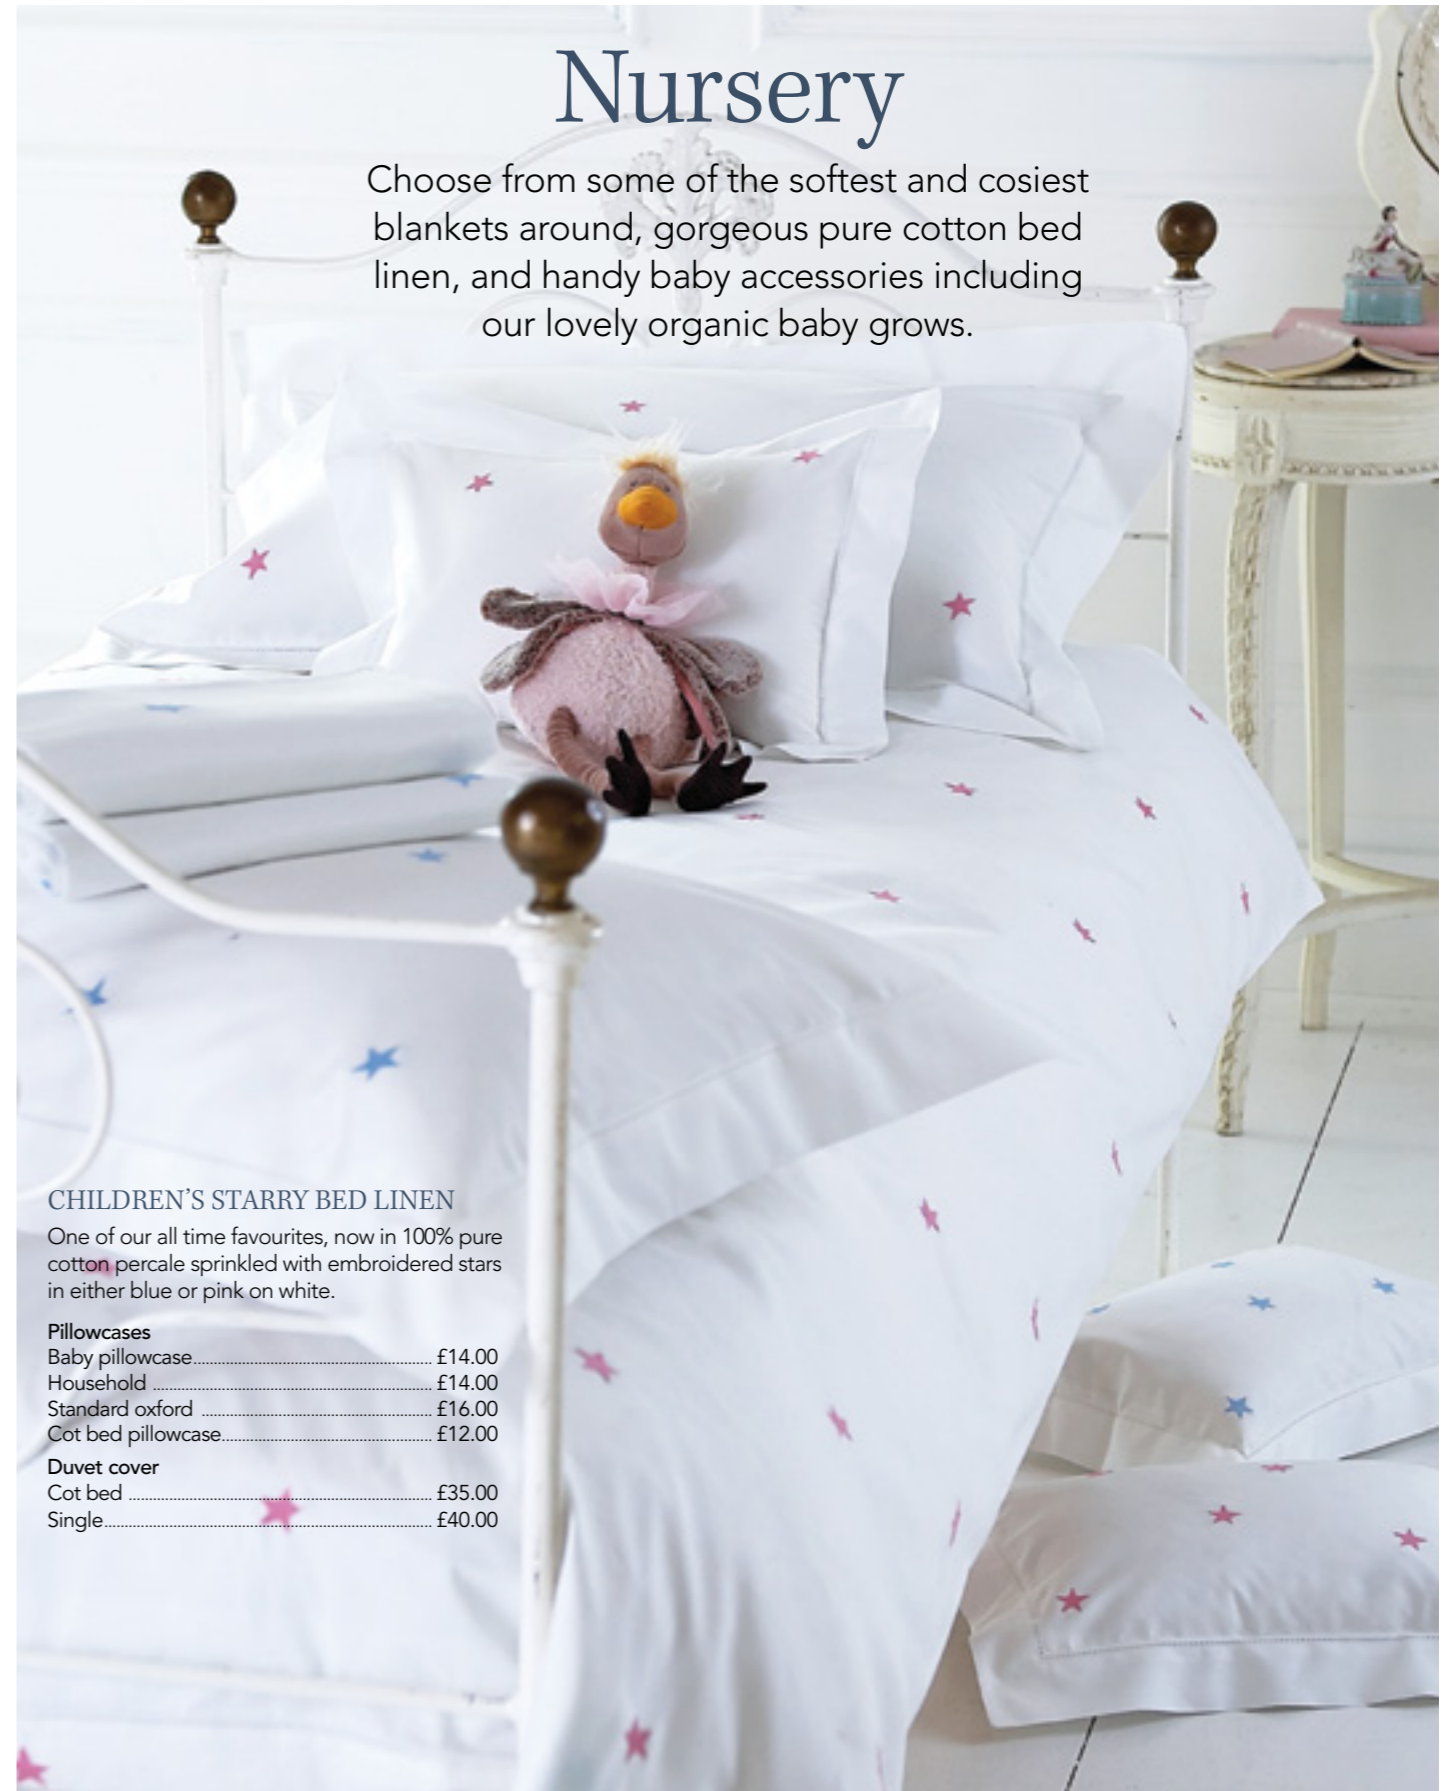 Nursery
Choose from some of the softest and cosiest
blankets around, gorgeous pure cotton bed
linen, and handy baby accessories including
our lovely organic baby grows.
CHILDREN’S STARRY BED LINEN
One of our all time favourites, now in 100% pure
cotton percale sprinkled with embroidered stars
in either blue or pink on white.
Pillowcases
Baby pillowcase........................................................... £14.00
Household ..................................................................... £14.00
Standard oxford ......................................................... £16.00
Cot bed pillowcase.................................................... £12.00
Duvet cover
Cot bed ........................................................................... £35.00
Single................................................................................. £40.00